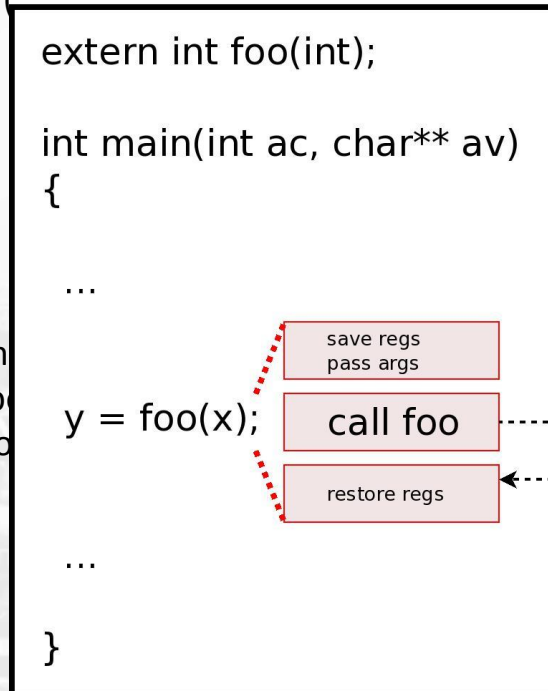 extern int foo(int);
int main(int ac, char** av)
{
...
save regs
pass args
y = foo(x);
call foo
restore regs
...
}